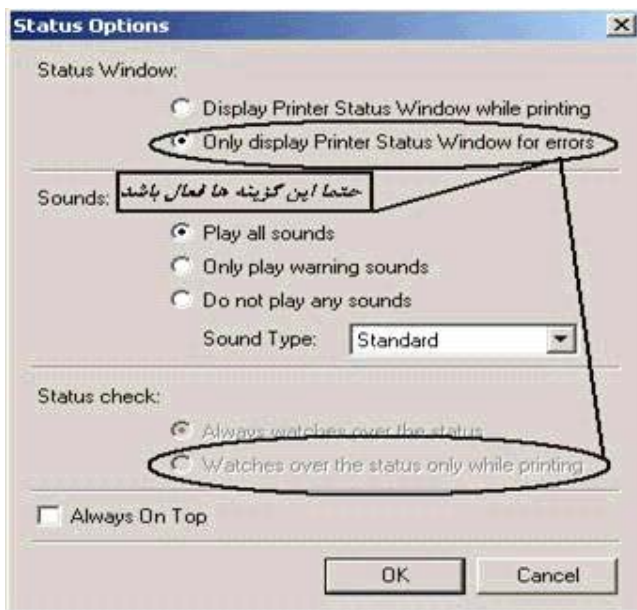 Status Options
Status Window:
Display Printer Status Window while printing
Only display Printer Status Window for errors
Sounds:
حتما این گزینه ها فعال باشد
Play all sounds
Only play warning sounds
Do not play any sounds
Sound Type: Standard
Status check:
Always watches over the status
Watches over the status only while printing
Always On Top
OK Cancel